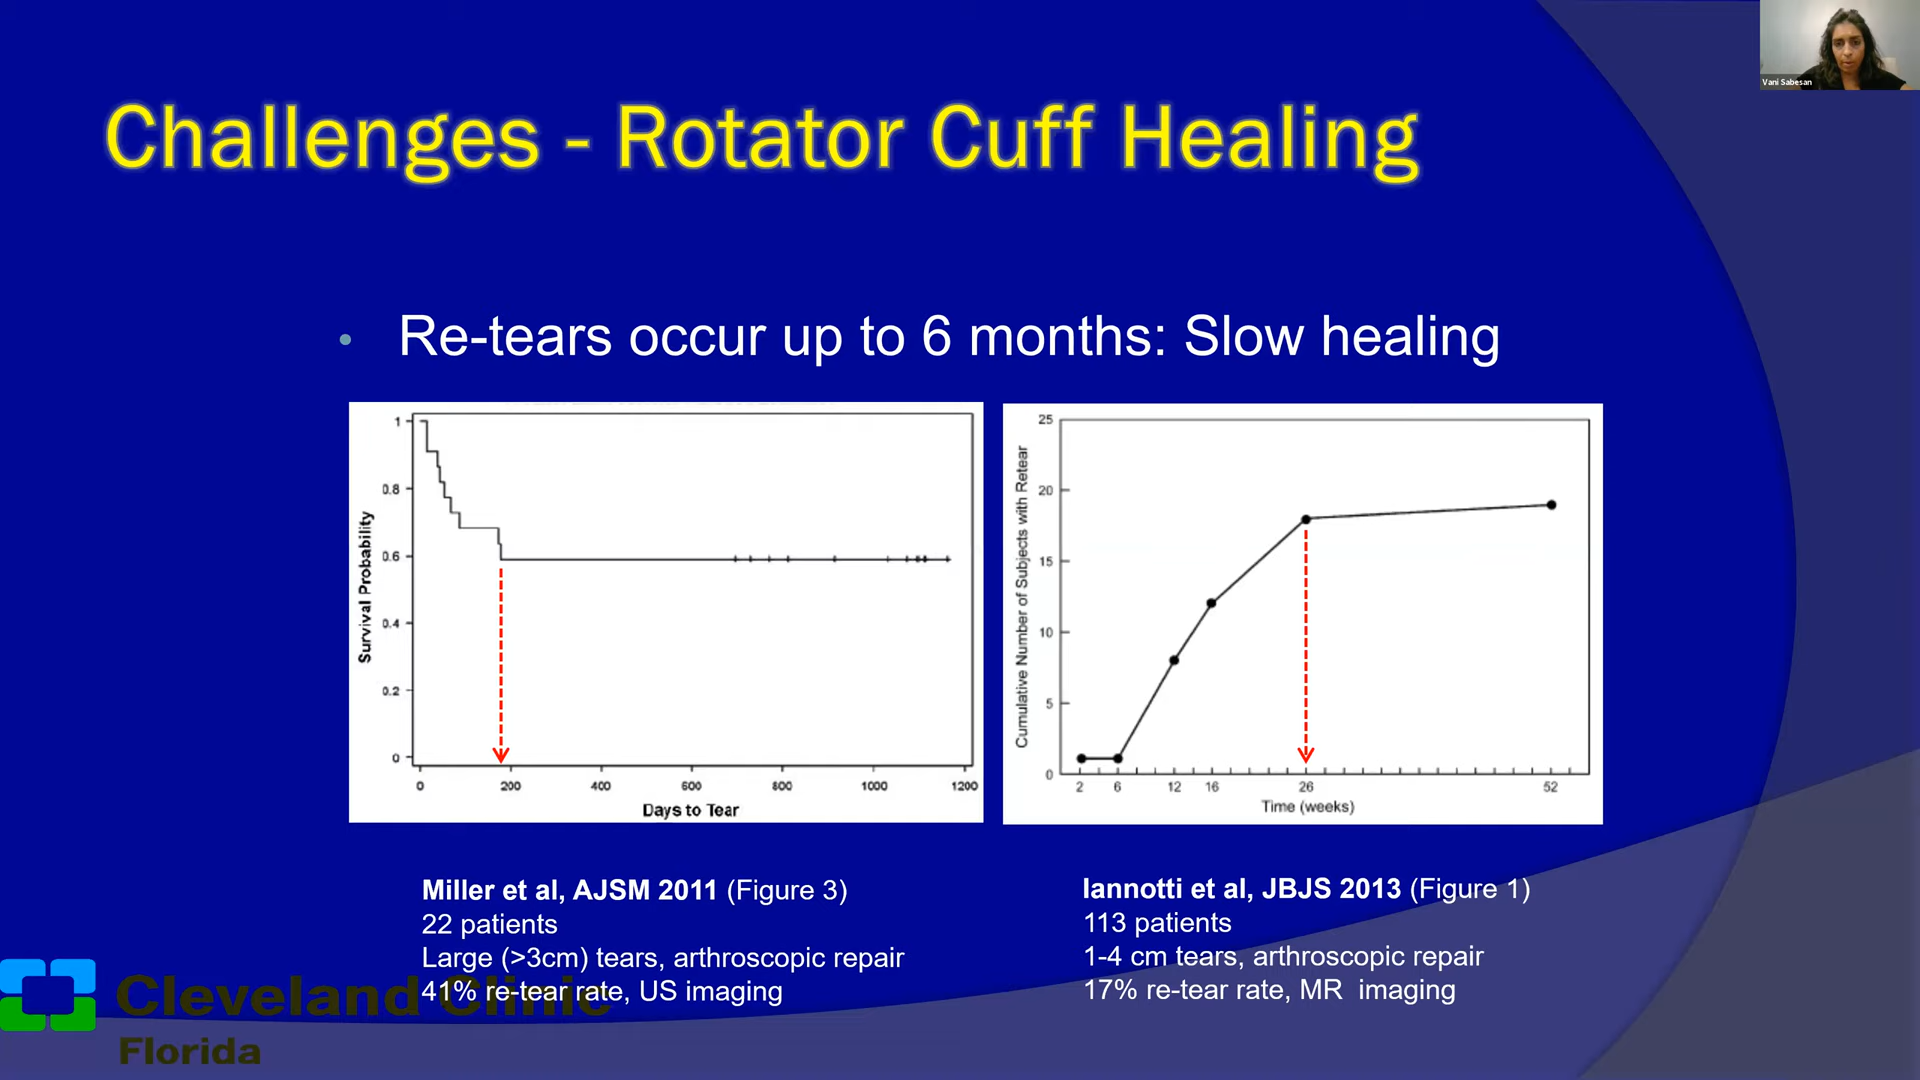 Vani Sabesan
Challenges - Rotator Cuff Healing
• Re-tears occur up to 6 months: Slow healing
Survival Probability
1
0.8
0.6
0.4
0.2
0
0 200 400 600 800 1000 1200
Days to Tear
Cumulative Number of Subjects with Retear
25
20
15
10
5
0
2 6 12 16 26 52
Time (weeks)
Miller et al, AJSM 2011 (Figure 3)
22 patients
Large (>3cm) tears, arthroscopic repair
41% re-tear rate, US imaging
Iannotti et al, JBJS 2013 (Figure 1)
113 patients
1-4 cm tears, arthroscopic repair
17% re-tear rate, MR imaging
Cleveland Clinic
Florida